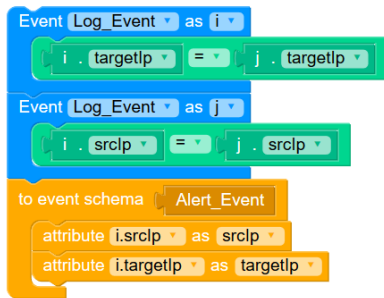 Event Log_Event as i
i . targetIp = j . targetIp
Event Log_Event as j
i . srcIp = j . srcIp
to event schema Alert_Event
attribute i.srcIp as srcIp
attribute i.targetIp as targetIp